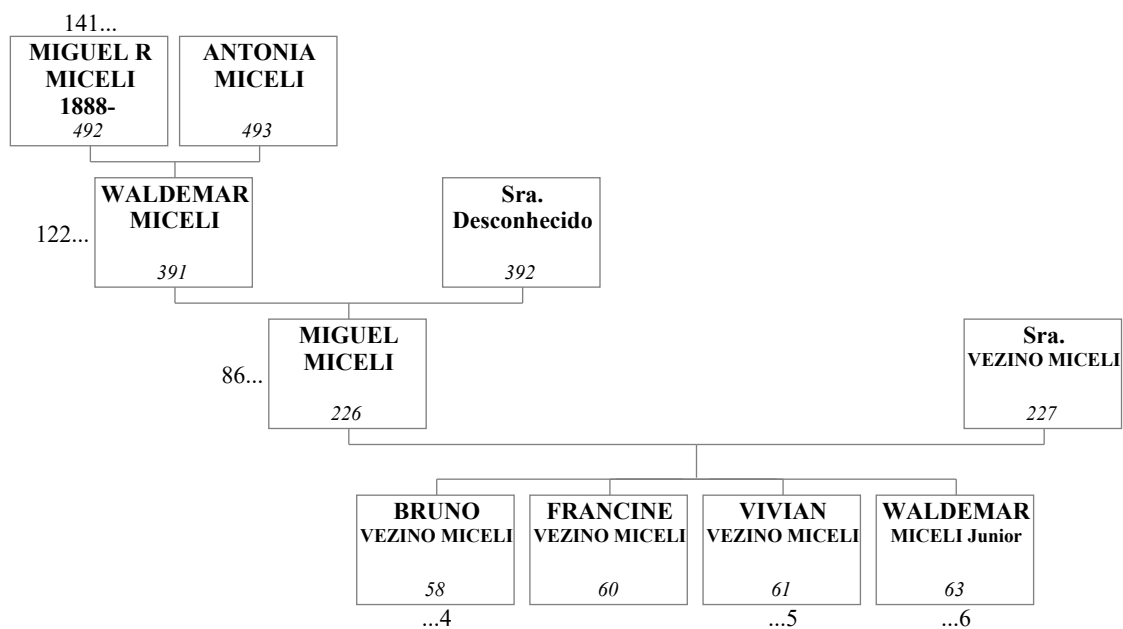 141...
MIGUEL R
MICELI
1888-
492
ANTONIA
MICELI
493
WALDEMAR
MICELI
391
122...
Sra.
Desconhecido
392
MIGUEL
MICELI
226
86...
Sra.
VEZINO MICELI
227
BRUNO
VEZINO MICELI
58
...4
FRANCINE
VEZINO MICELI
60
VIVIAN
VEZINO MICELI
61
...5
WALDEMAR
MICELI Junior
63
...6